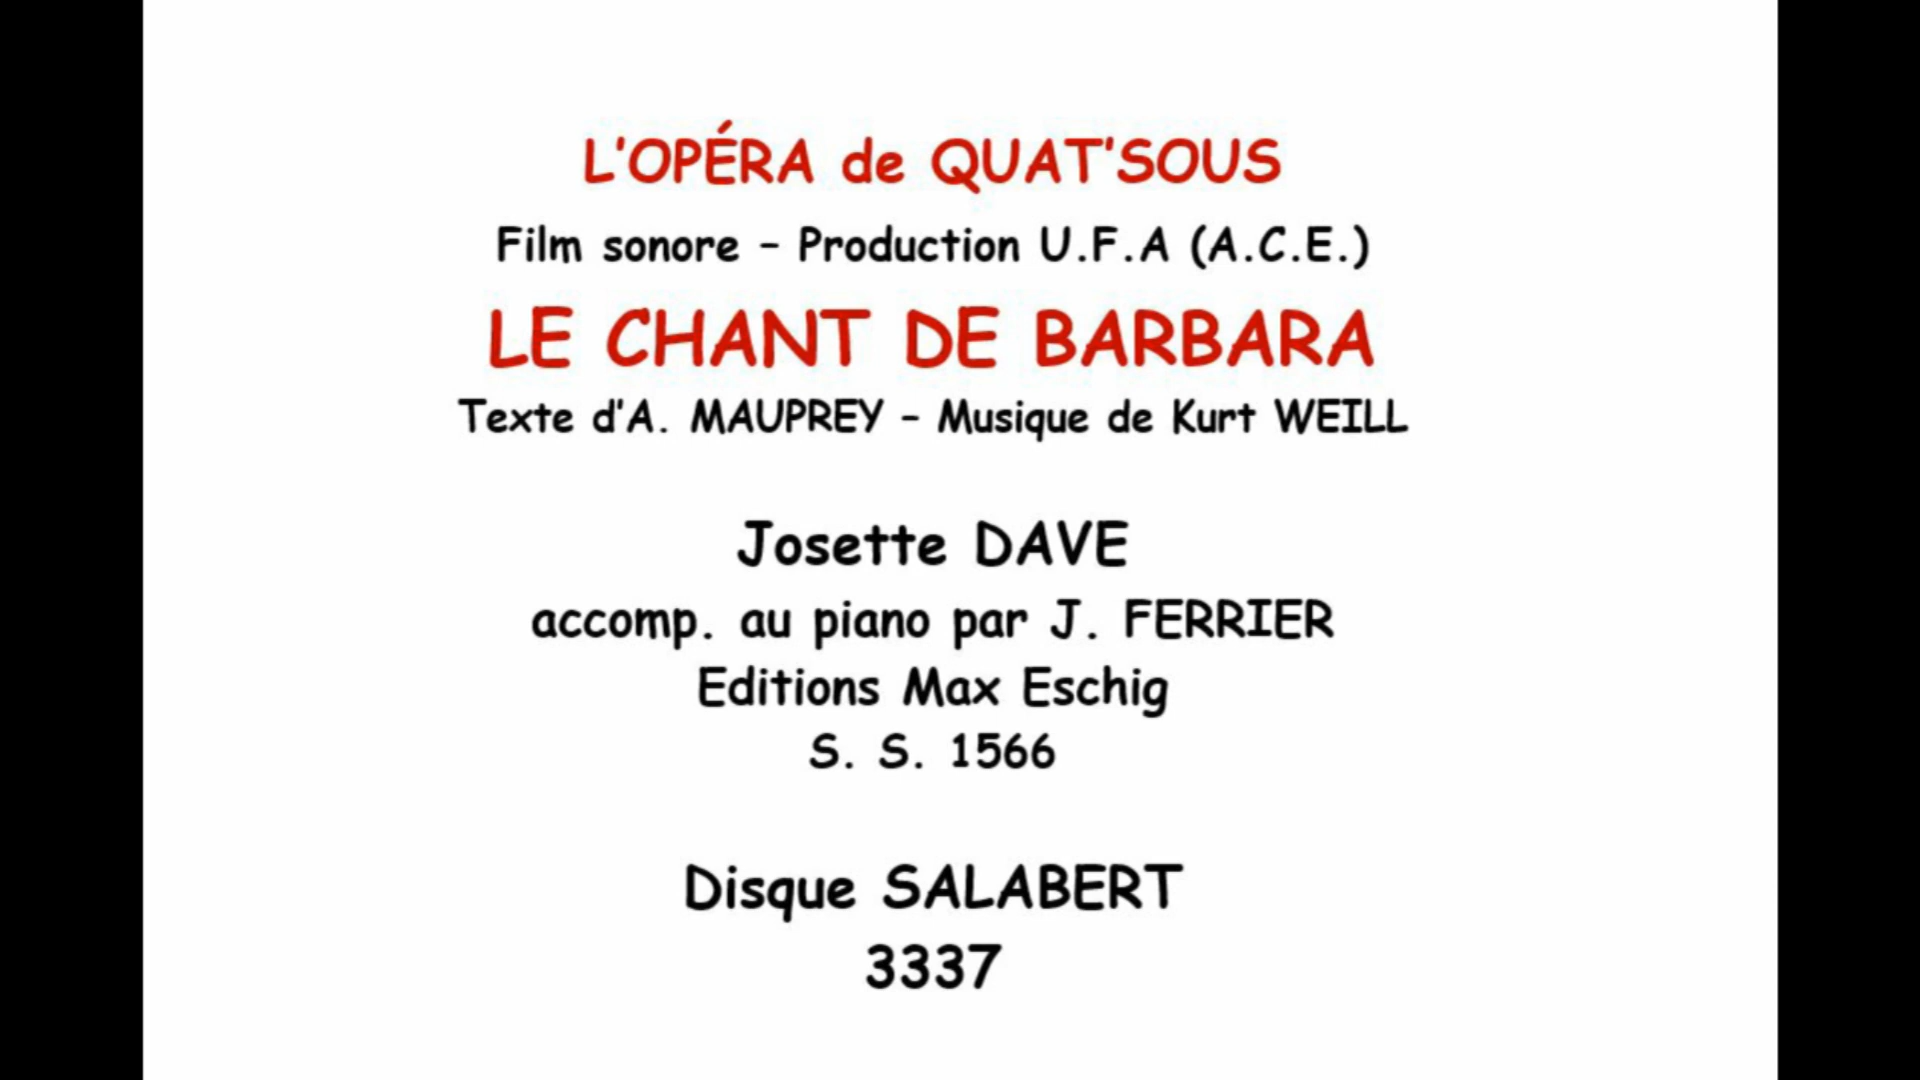 L'OPÉRA de QUAT'SOUS
Film sonore – Production U.F.A (A.C.E.)
LE CHANT DE BARBARA
Texte d'A. MAUPREY – Musique de Kurt WEILL
Josette DAVE
accomp. au piano par J. FERRIER
Editions Max Eschig
S. S. 1566
Disque SALABERT
3337